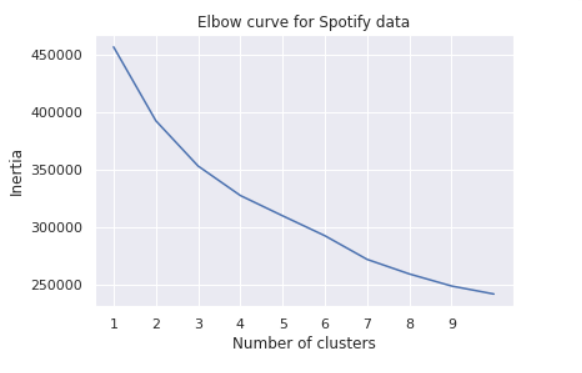 Elbow curve for Spotify data
450000
400000
350000
300000
250000
Inertia
1 2 3 4 5 6 7 8 9
Number of clusters